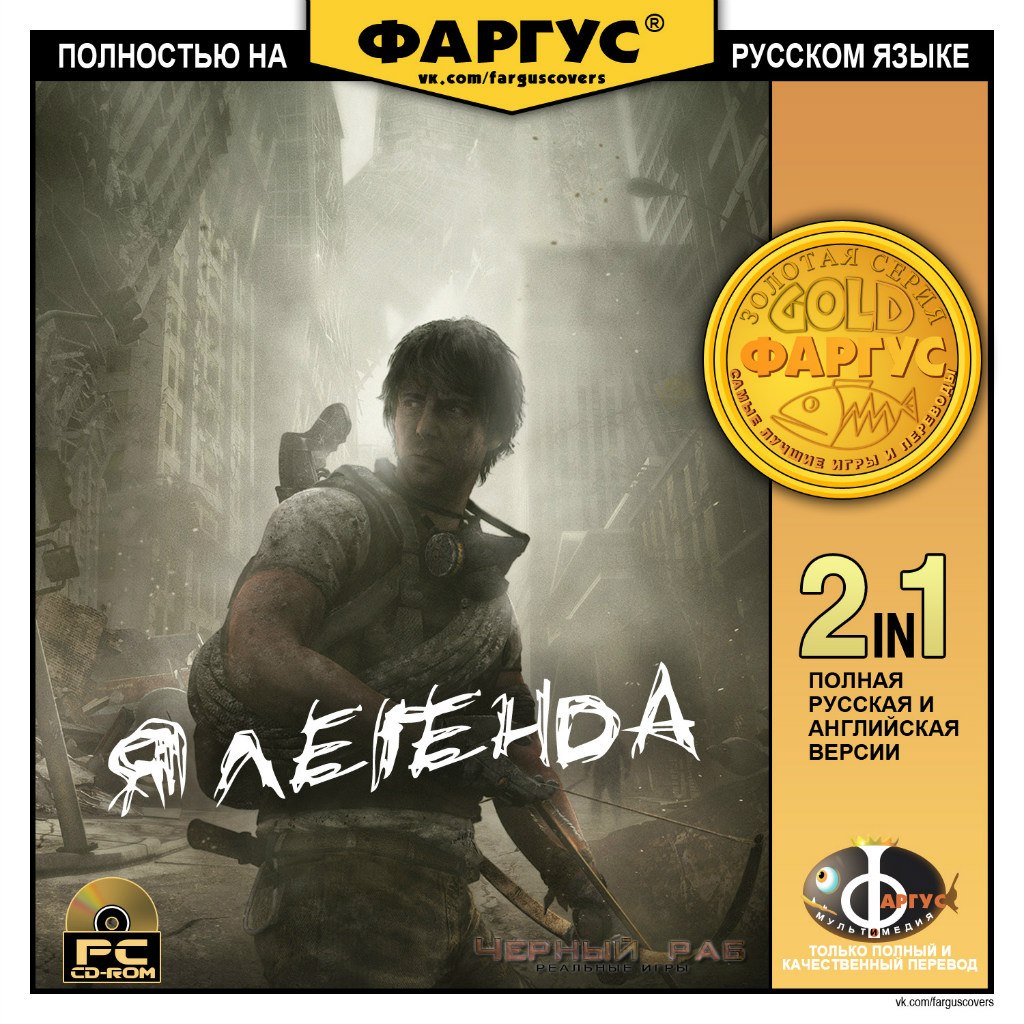 ПОЛНОСТЬЮ НА
ФАРГУС®
РУССКОМ ЯЗЫКЕ
vk.com/farguscovers
ЗОЛОТАЯ СЕРИЯ
GOLD
ФАРГУС
САМЫЕ ЛУЧШИЕ ИГРЫ И ПЕРЕВОДЫ
2IN1
ПОЛНАЯ
РУССКАЯ И
АНГЛИЙСКАЯ
ВЕРСИИ
Я ЛЕГЕНДА
PC
CD-ROM
ЧЕРНЫЙ РАБ
РЕАЛЬНЫЕ ИГРЫ
ФАРГУС
МУЛЬТИМЕДИЯ
ТОЛЬКО ПОЛНЫЙ И
КАЧЕСТВЕННЫЙ ПЕРЕВОД
vk.com/farguscovers